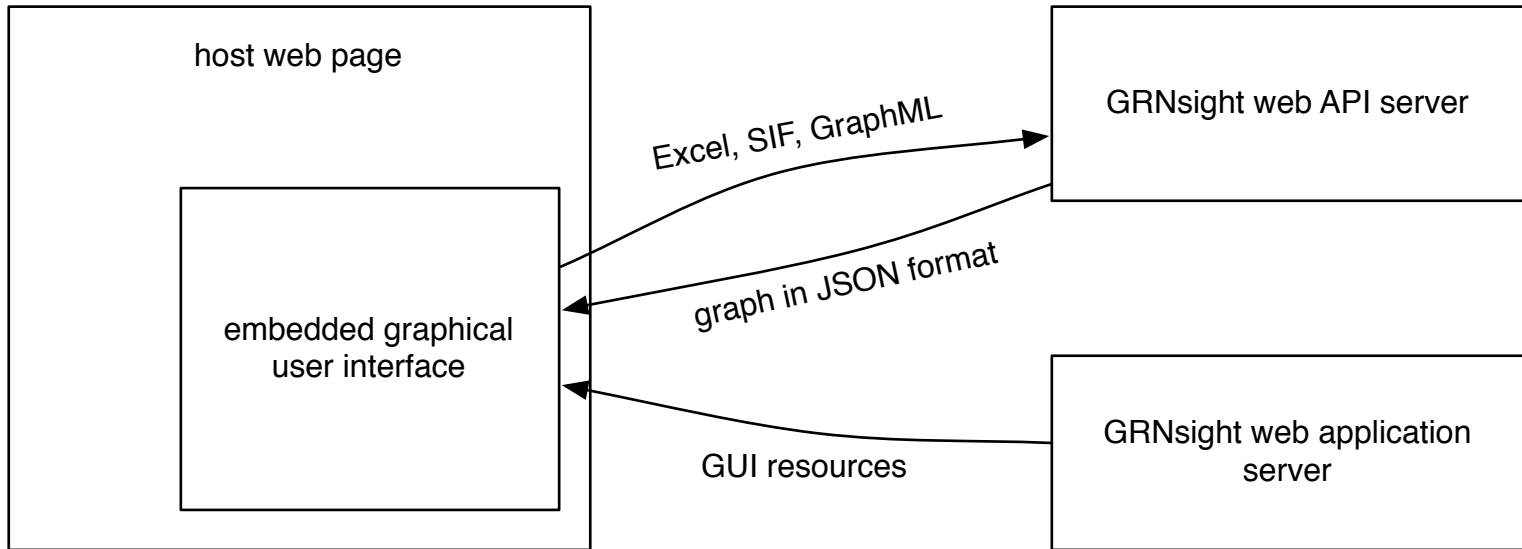 host web page
GRNsight web API server
Excel, SIF, GraphML
graph in JSON format
embedded graphical
user interface
GRNsight web application
server
GUI resources